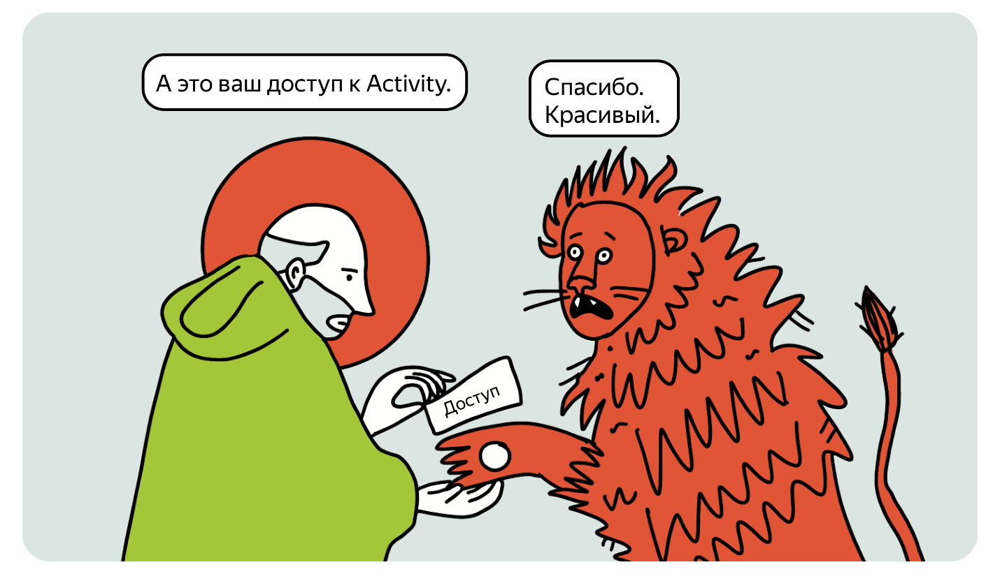 А это ваш доступ к Activity.
Спасибо.
Красивый.
Доступ